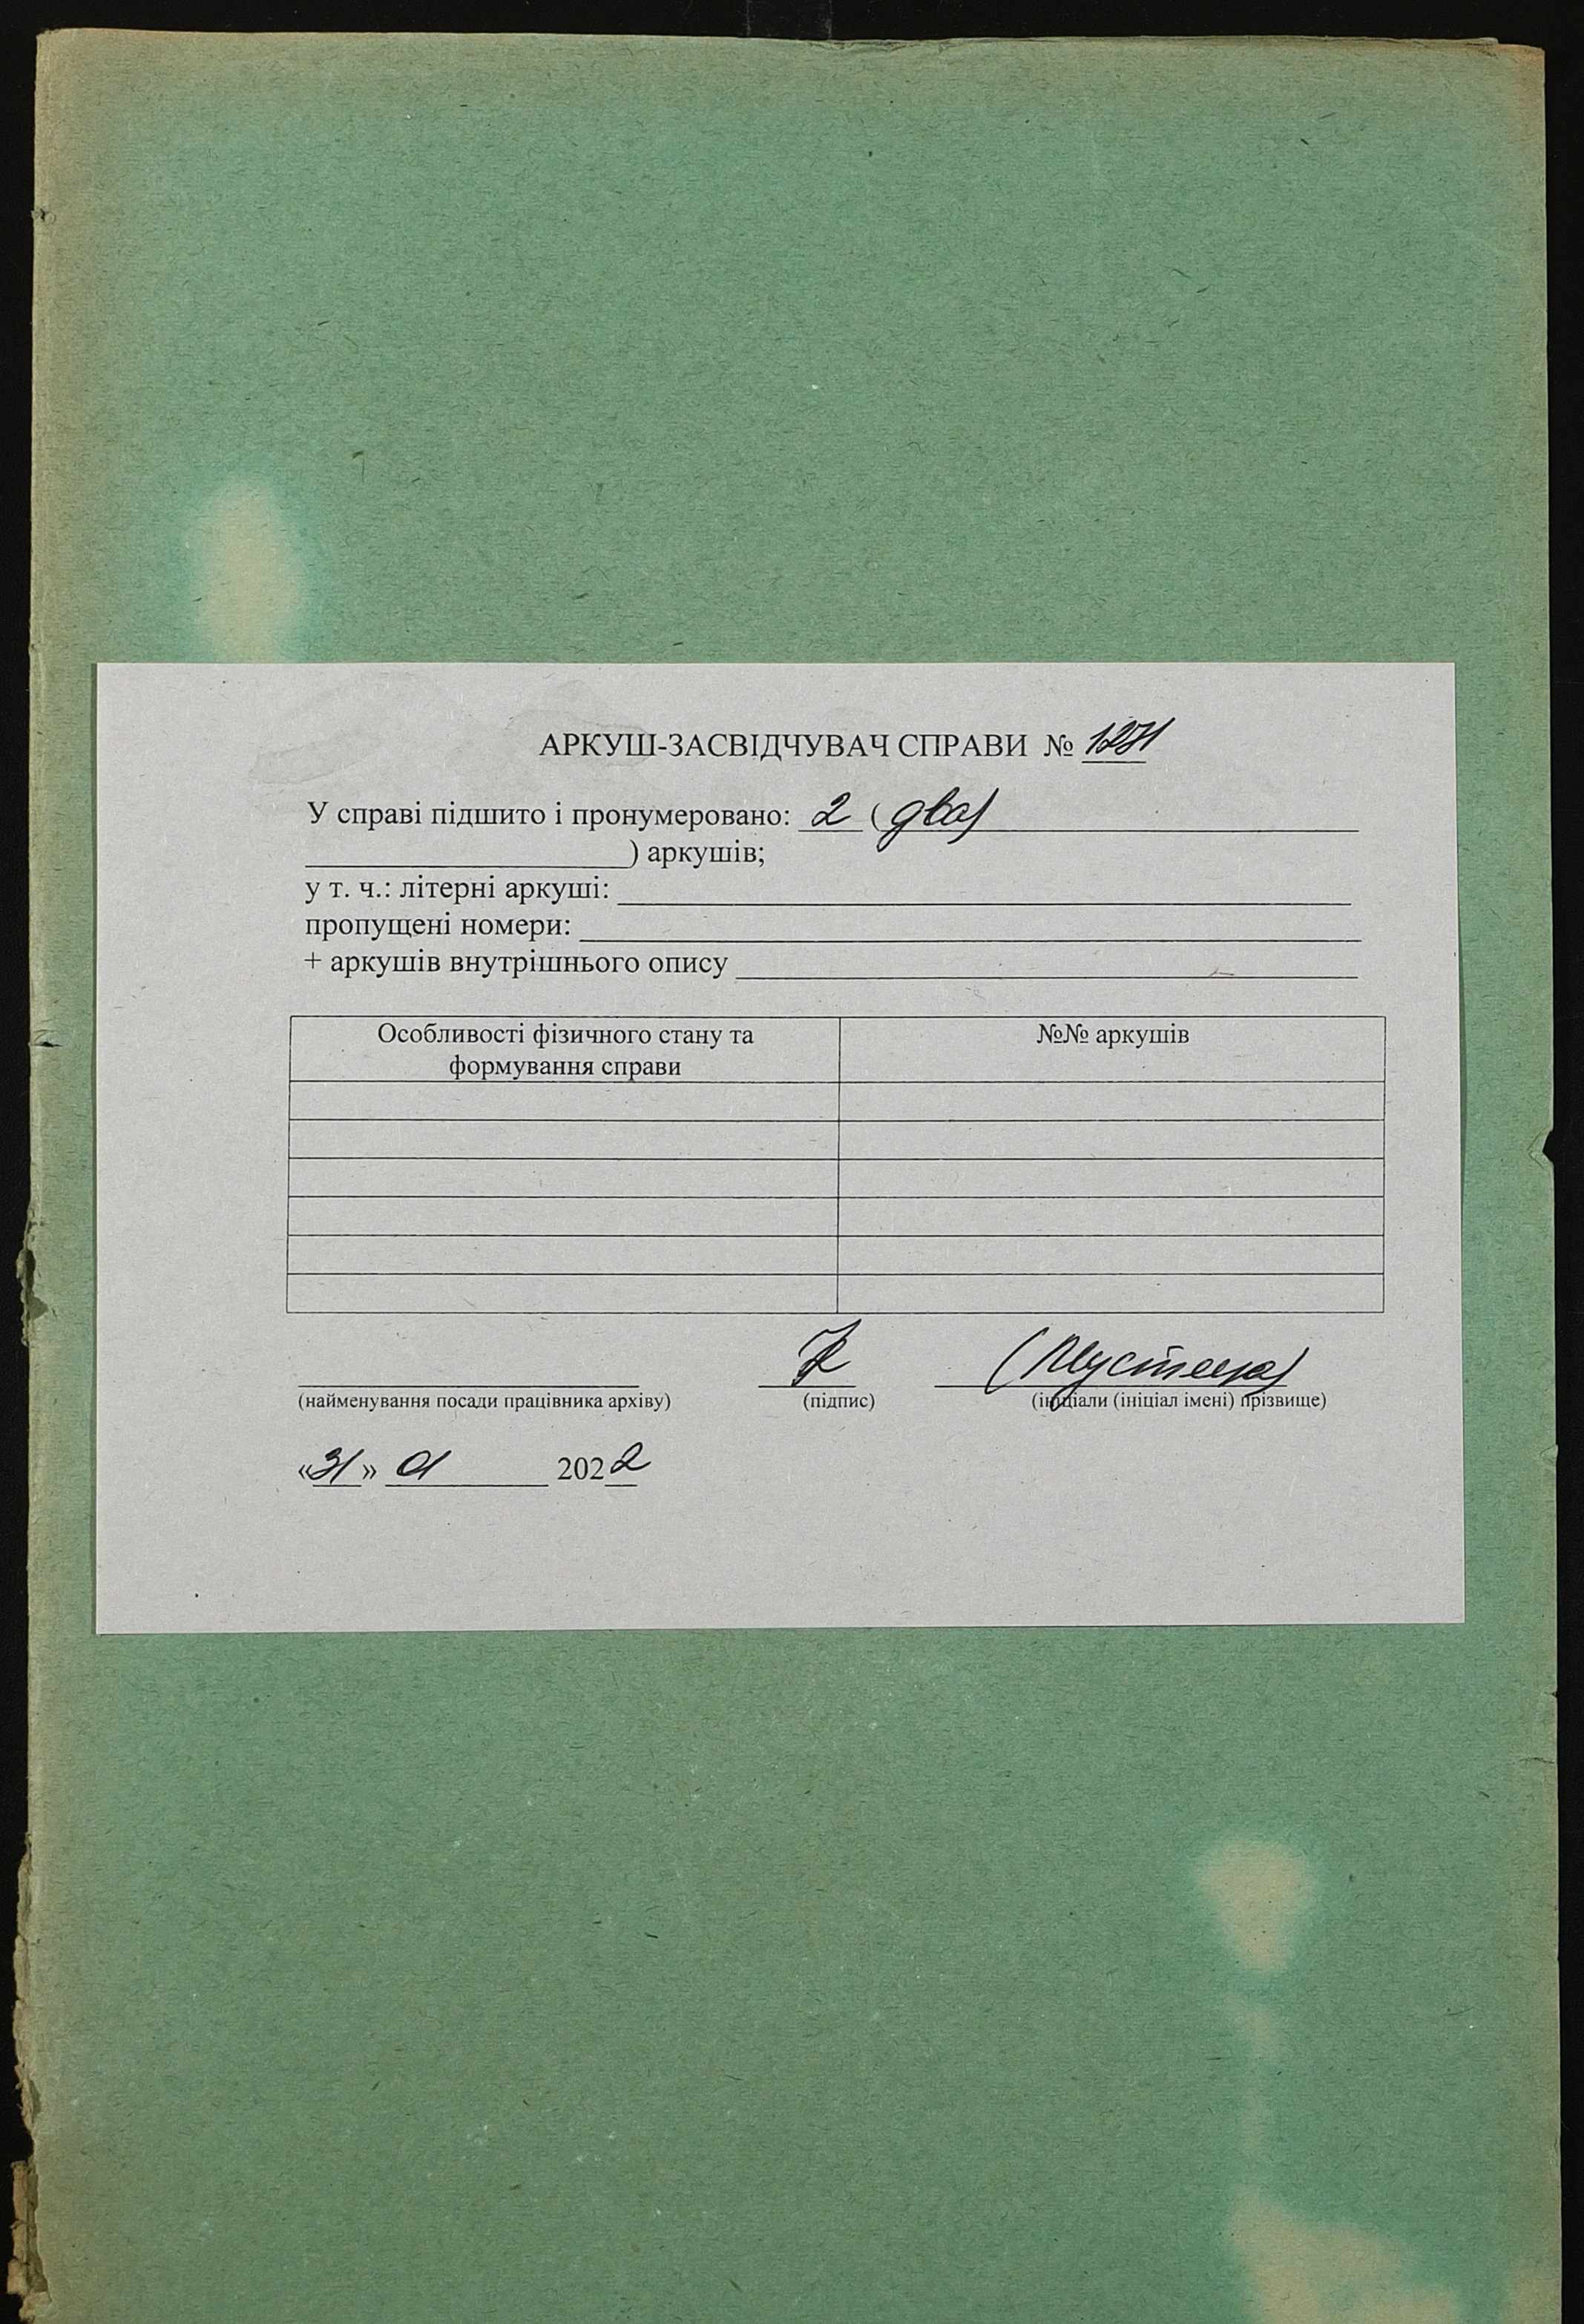 АРКУШ-ЗАСВІДЧУВАЧ СПРАВИ № 1271
У справі підшито і пронумеровано: 2 (два)
) аркушів;
у т. ч.: літерні аркуші:
пропущені номери:
+ аркушів внутрішнього опису
Особливості фізичного стану та формування справи №№ аркушів
(найменування посади працівника архіву) (підпис) (ініціали (ініціал імені) прізвище)
«31» 01 2022